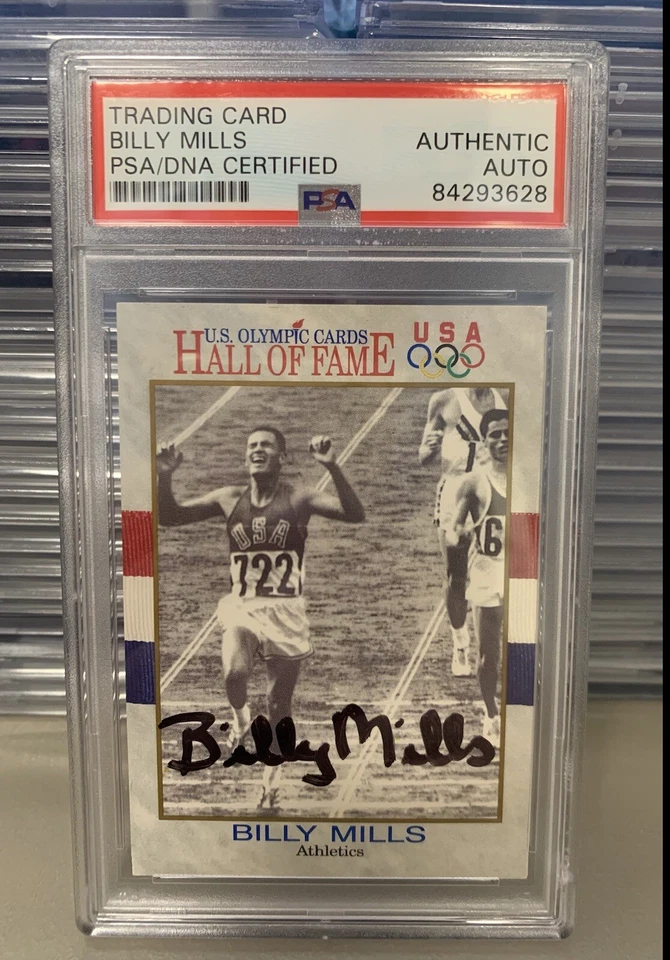 TRADING CARD
BILLY MILLS
PSA/DNA CERTIFIED
AUTHENTIC
AUTO
84293628
PSA
U.S. OLYMPIC CARDS
HALL OF FAME
USA
USA
722
6
Billy Mills
BILLY MILLS
Athletics